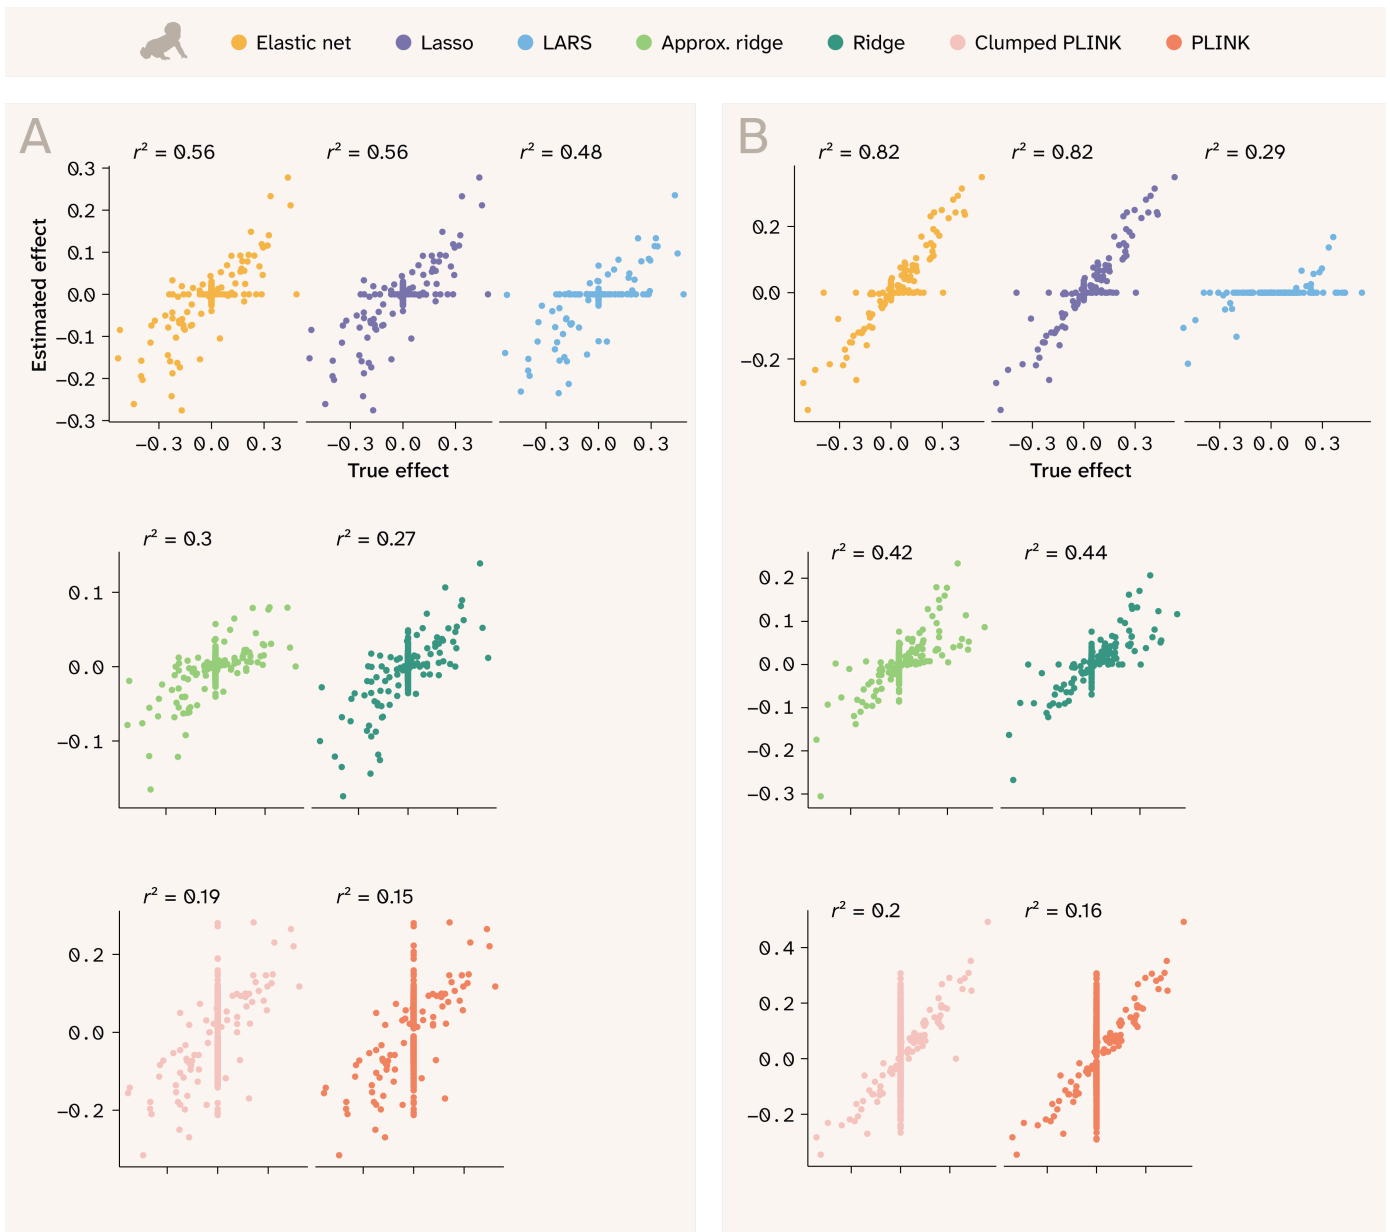 Elastic net Lasso LARS Approx. ridge Ridge Clumped PLINK PLINK
A
r² = 0.56 r² = 0.56 r² = 0.48
Estimated effect
0.3
0.2
0.1
0.0
−0.1
−0.2
−0.3
−0.3 0.0 0.3 −0.3 0.0 0.3 −0.3 0.0 0.3
True effect
r² = 0.3 r² = 0.27
0.1
0.0
−0.1
r² = 0.19 r² = 0.15
0.2
0.0
−0.2
B
r² = 0.82 r² = 0.82 r² = 0.29
0.2
0.0
−0.2
−0.3 0.0 0.3 −0.3 0.0 0.3 −0.3 0.0 0.3
True effect
r² = 0.42 r² = 0.44
0.2
0.1
0.0
−0.1
−0.2
−0.3
r² = 0.2 r² = 0.16
0.4
0.2
0.0
−0.2